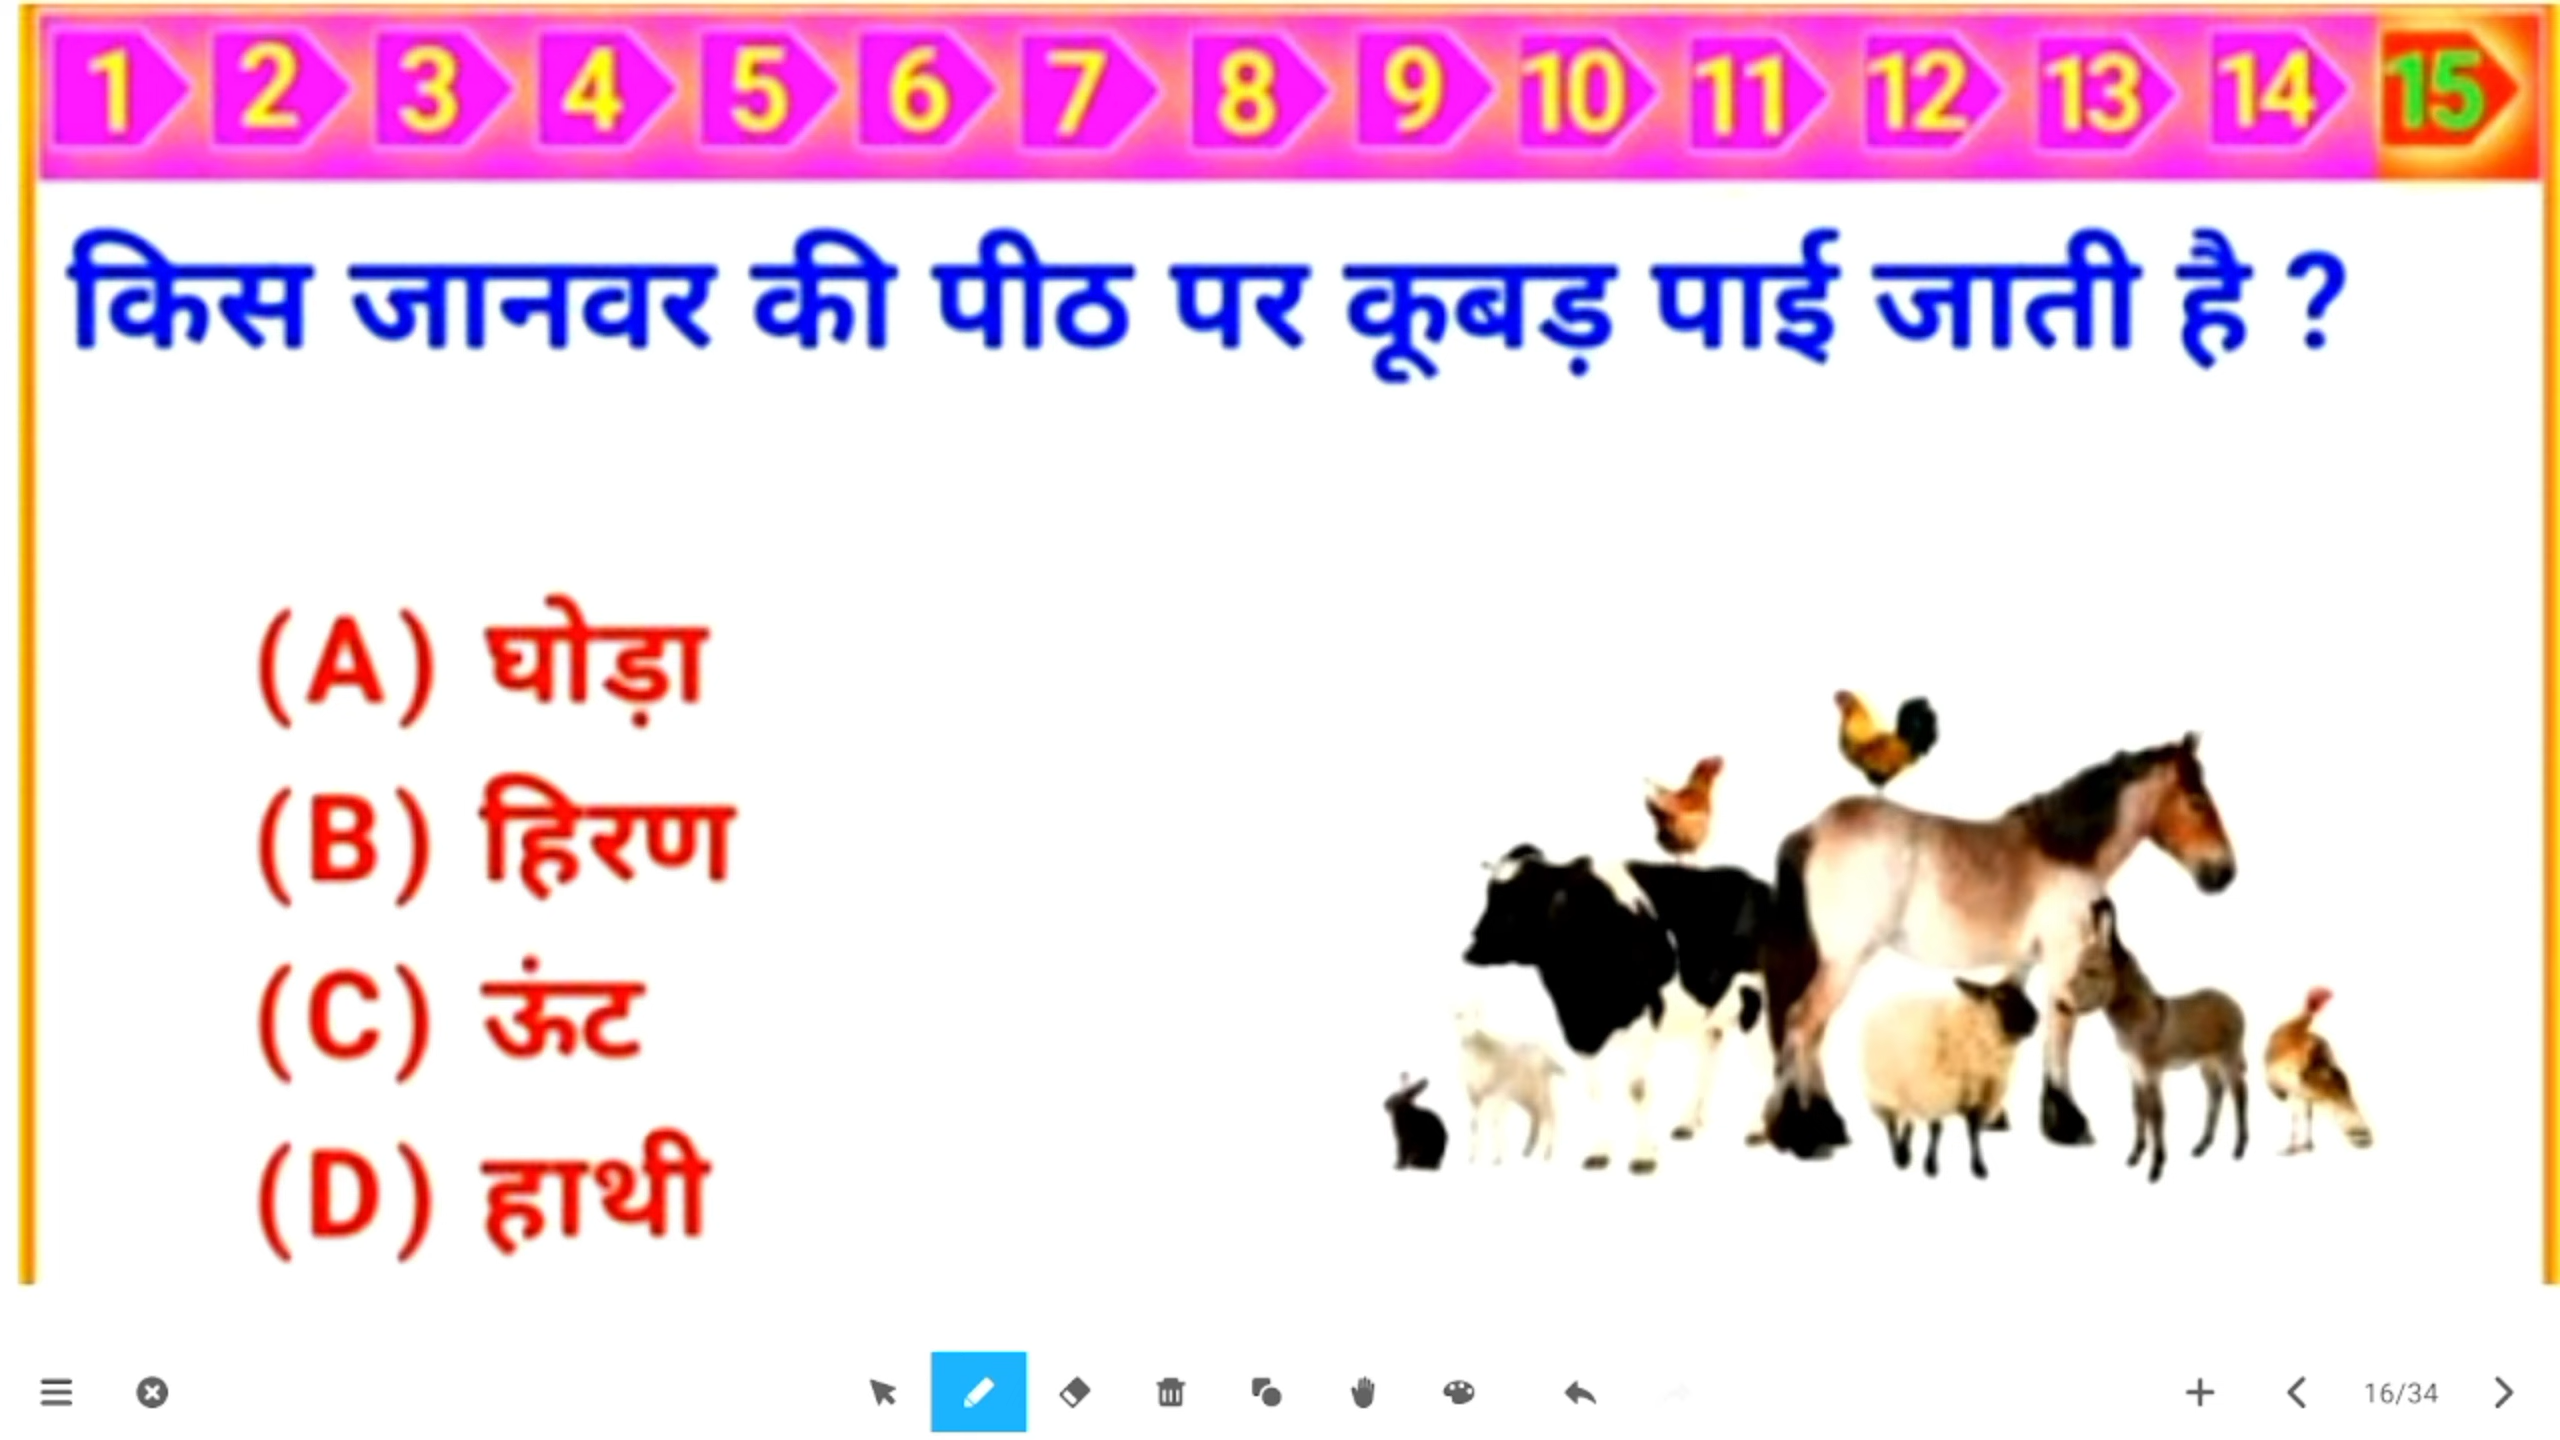 1 2 3 4 5 6 7 8 9 10 11 12 13 14 15
किस जानवर की पीठ पर कूबड़ पाई जाती है ?
(A) घोड़ा
(B) हिरण
(C) ऊंट
(D) हाथी
16/34